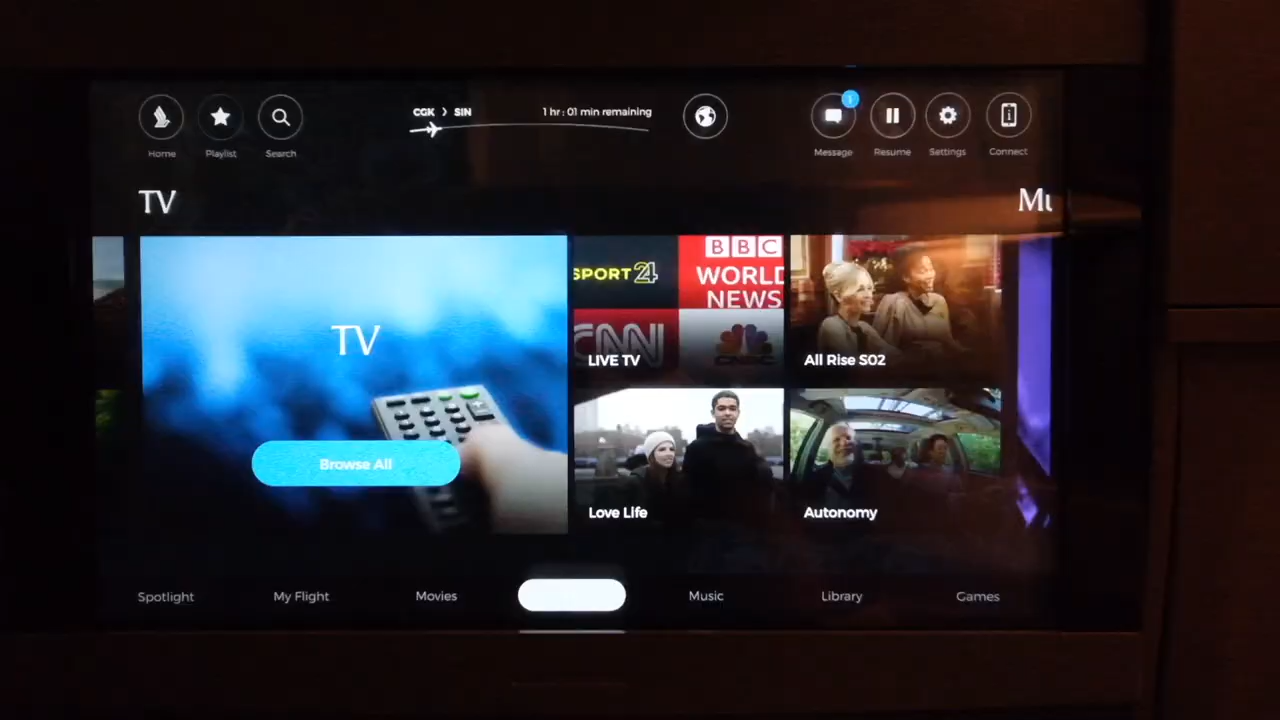 CGK > SIN
1 hr : 01 min remaining
1
Home
Playlist
Search
Message
Resume
Settings
Connect
TV
Mu
TV
Browse All
SPORT 24
BBC
WORLD
NEWS
CNN
LIVE TV
All Rise S02
Love Life
Autonomy
Spotlight
My Flight
Movies
Music
Library
Games